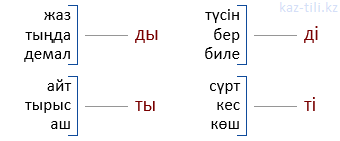 kaz-tili.kz
жаз
тыңда
демал
ды
түсін
бер
биле
ді
айт
тырыс
аш
ты
сүрт
кес
көш
ті